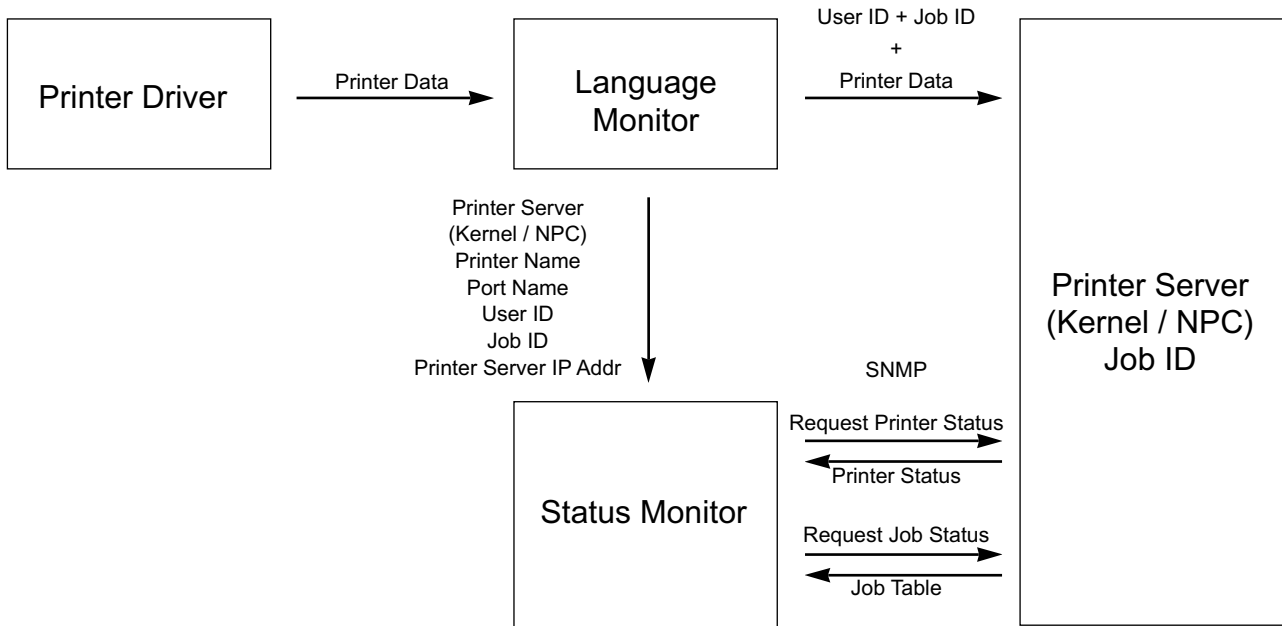 User ID + Job ID
+
Printer Data
Printer Driver
Printer Data
Language
Monitor
Printer Server
(Kernel / NPC)
Printer Name
Port Name
User ID
Job ID
Printer Server IP Addr
Printer Server
(Kernel / NPC)
Job ID
SNMP
Request Printer Status
Printer Status
Status Monitor
Request Job Status
Job Table